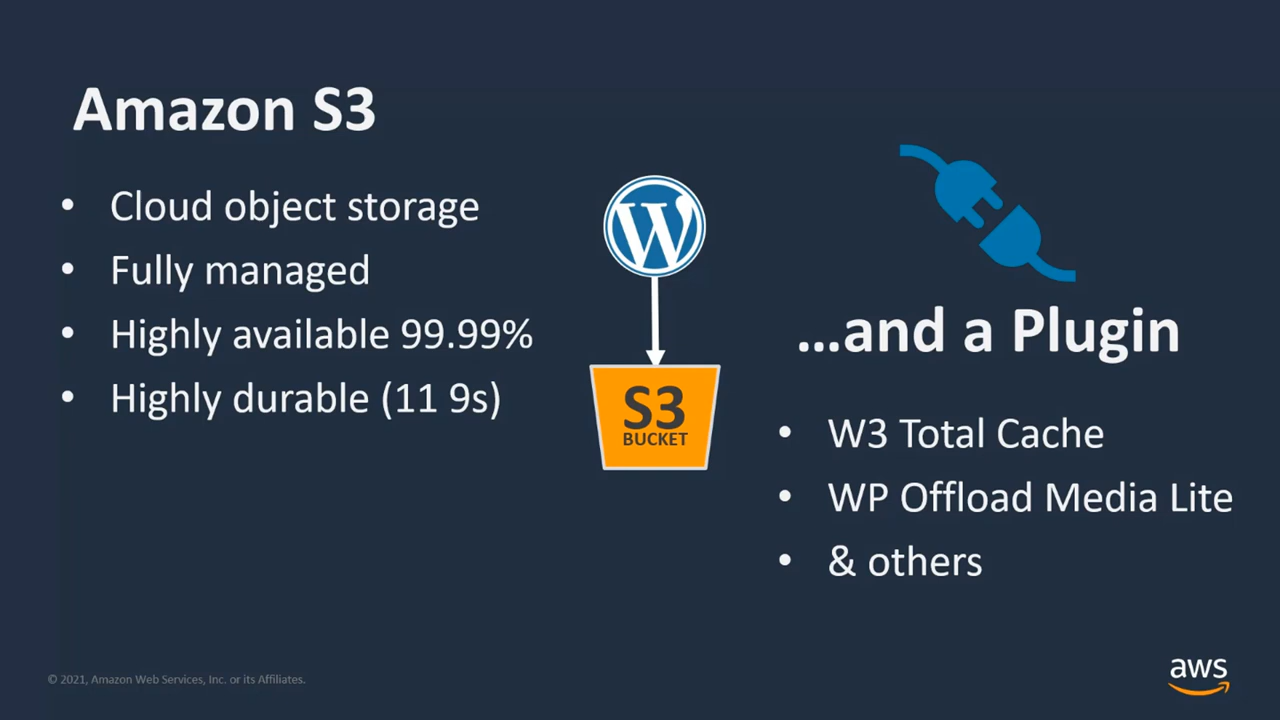 Amazon S3
• Cloud object storage
• Fully managed
• Highly available 99.99%
• Highly durable (11 9s)
W
S3
BUCKET
...and a Plugin
• W3 Total Cache
• WP Offload Media Lite
• & others
© 2021, Amazon Web Services, Inc. or its Affiliates.
aws